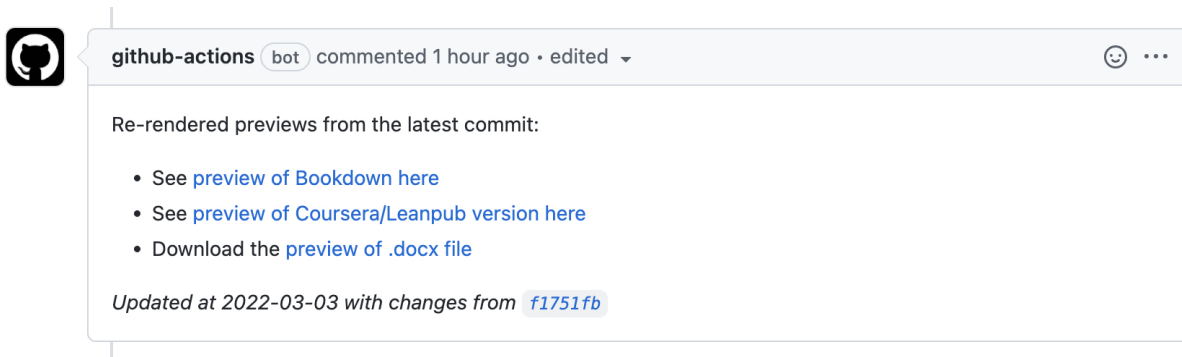 github-actions bot commented 1 hour ago • edited
Re-rendered previews from the latest commit:
• See preview of Bookdown here
• See preview of Coursera/Leanpub version here
• Download the preview of .docx file
Updated at 2022-03-03 with changes from f1751fb